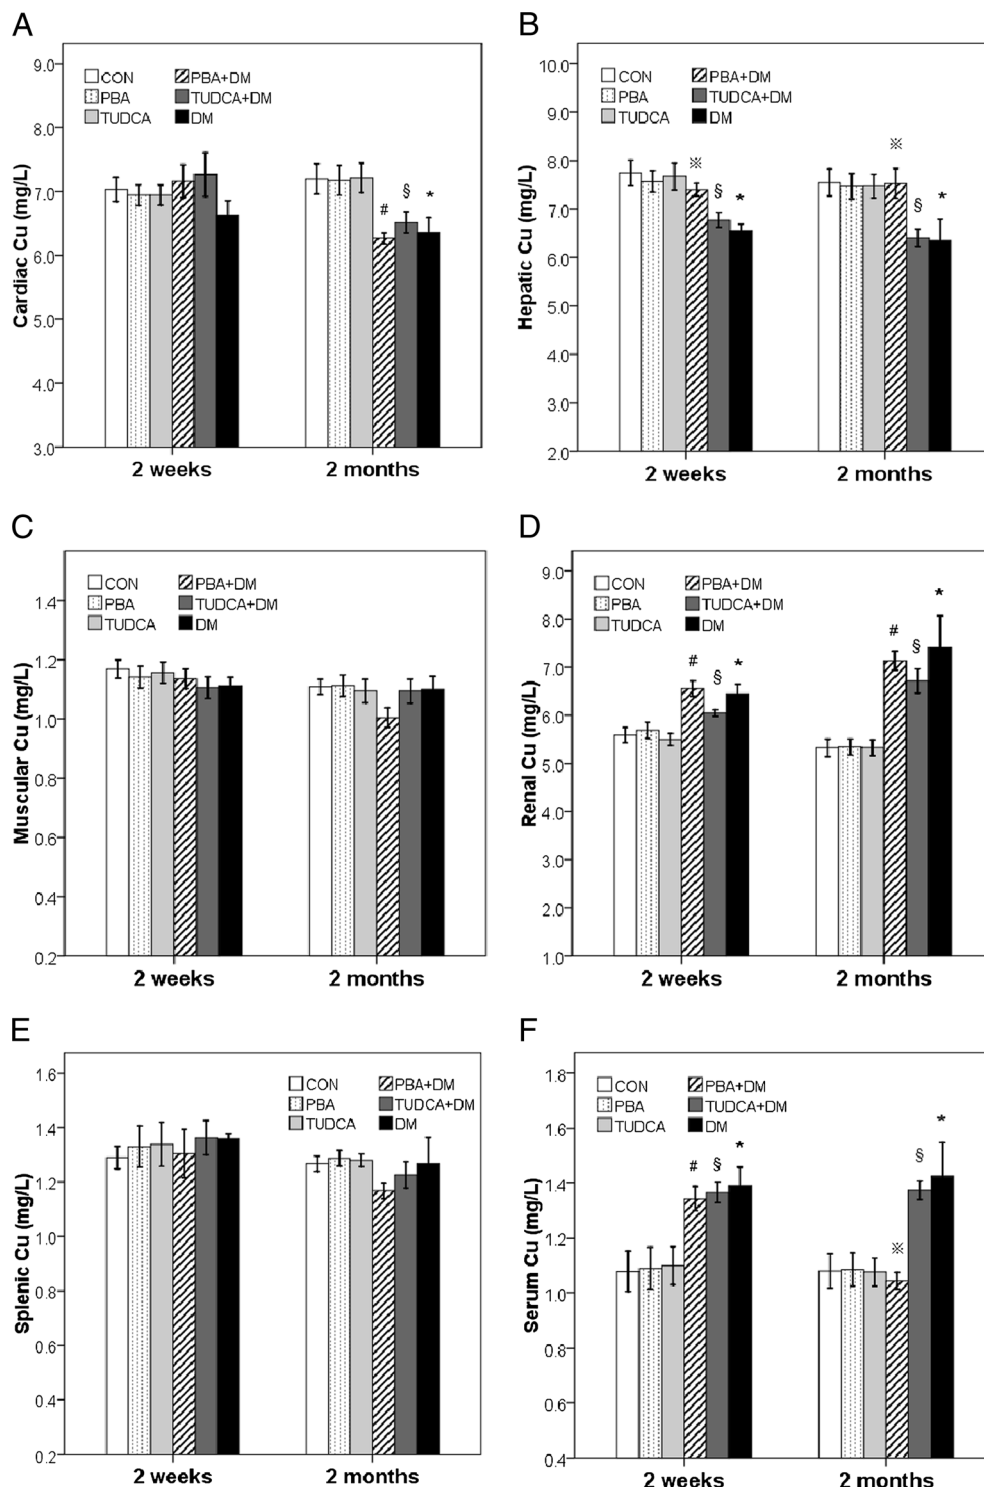 A
Cardiac Cu (mg/L)
9.0
8.0
7.0
6.0
5.0
4.0
3.0
CON
PBA
TUDCA
PBA+DM
TUDCA+DM
DM
# § *
2 weeks
2 months
B
Hepatic Cu (mg/L)
10.0
9.0
8.0
7.0
6.0
5.0
4.0
3.0
2.0
CON
PBA
TUDCA
PBA+DM
TUDCA+DM
DM
※ § *
※ § *
2 weeks
2 months
C
Muscular Cu (mg/L)
1.4
1.2
1.0
0.8
0.6
0.4
0.2
CON
PBA
TUDCA
PBA+DM
TUDCA+DM
DM
2 weeks
2 months
D
Renal Cu (mg/L)
9.0
8.0
7.0
6.0
5.0
4.0
3.0
2.0
1.0
CON
PBA
TUDCA
PBA+DM
TUDCA+DM
DM
# § *
# § *
2 weeks
2 months
E
Splenic Cu (mg/L)
1.6
1.4
1.2
1.0
0.8
0.6
0.4
0.2
CON
PBA
TUDCA
PBA+DM
TUDCA+DM
DM
2 weeks
2 months
F
Serum Cu (mg/L)
1.8
1.6
1.4
1.2
1.0
0.8
0.6
0.4
CON
PBA
TUDCA
PBA+DM
TUDCA+DM
DM
# § *
※ § *
2 weeks
2 months